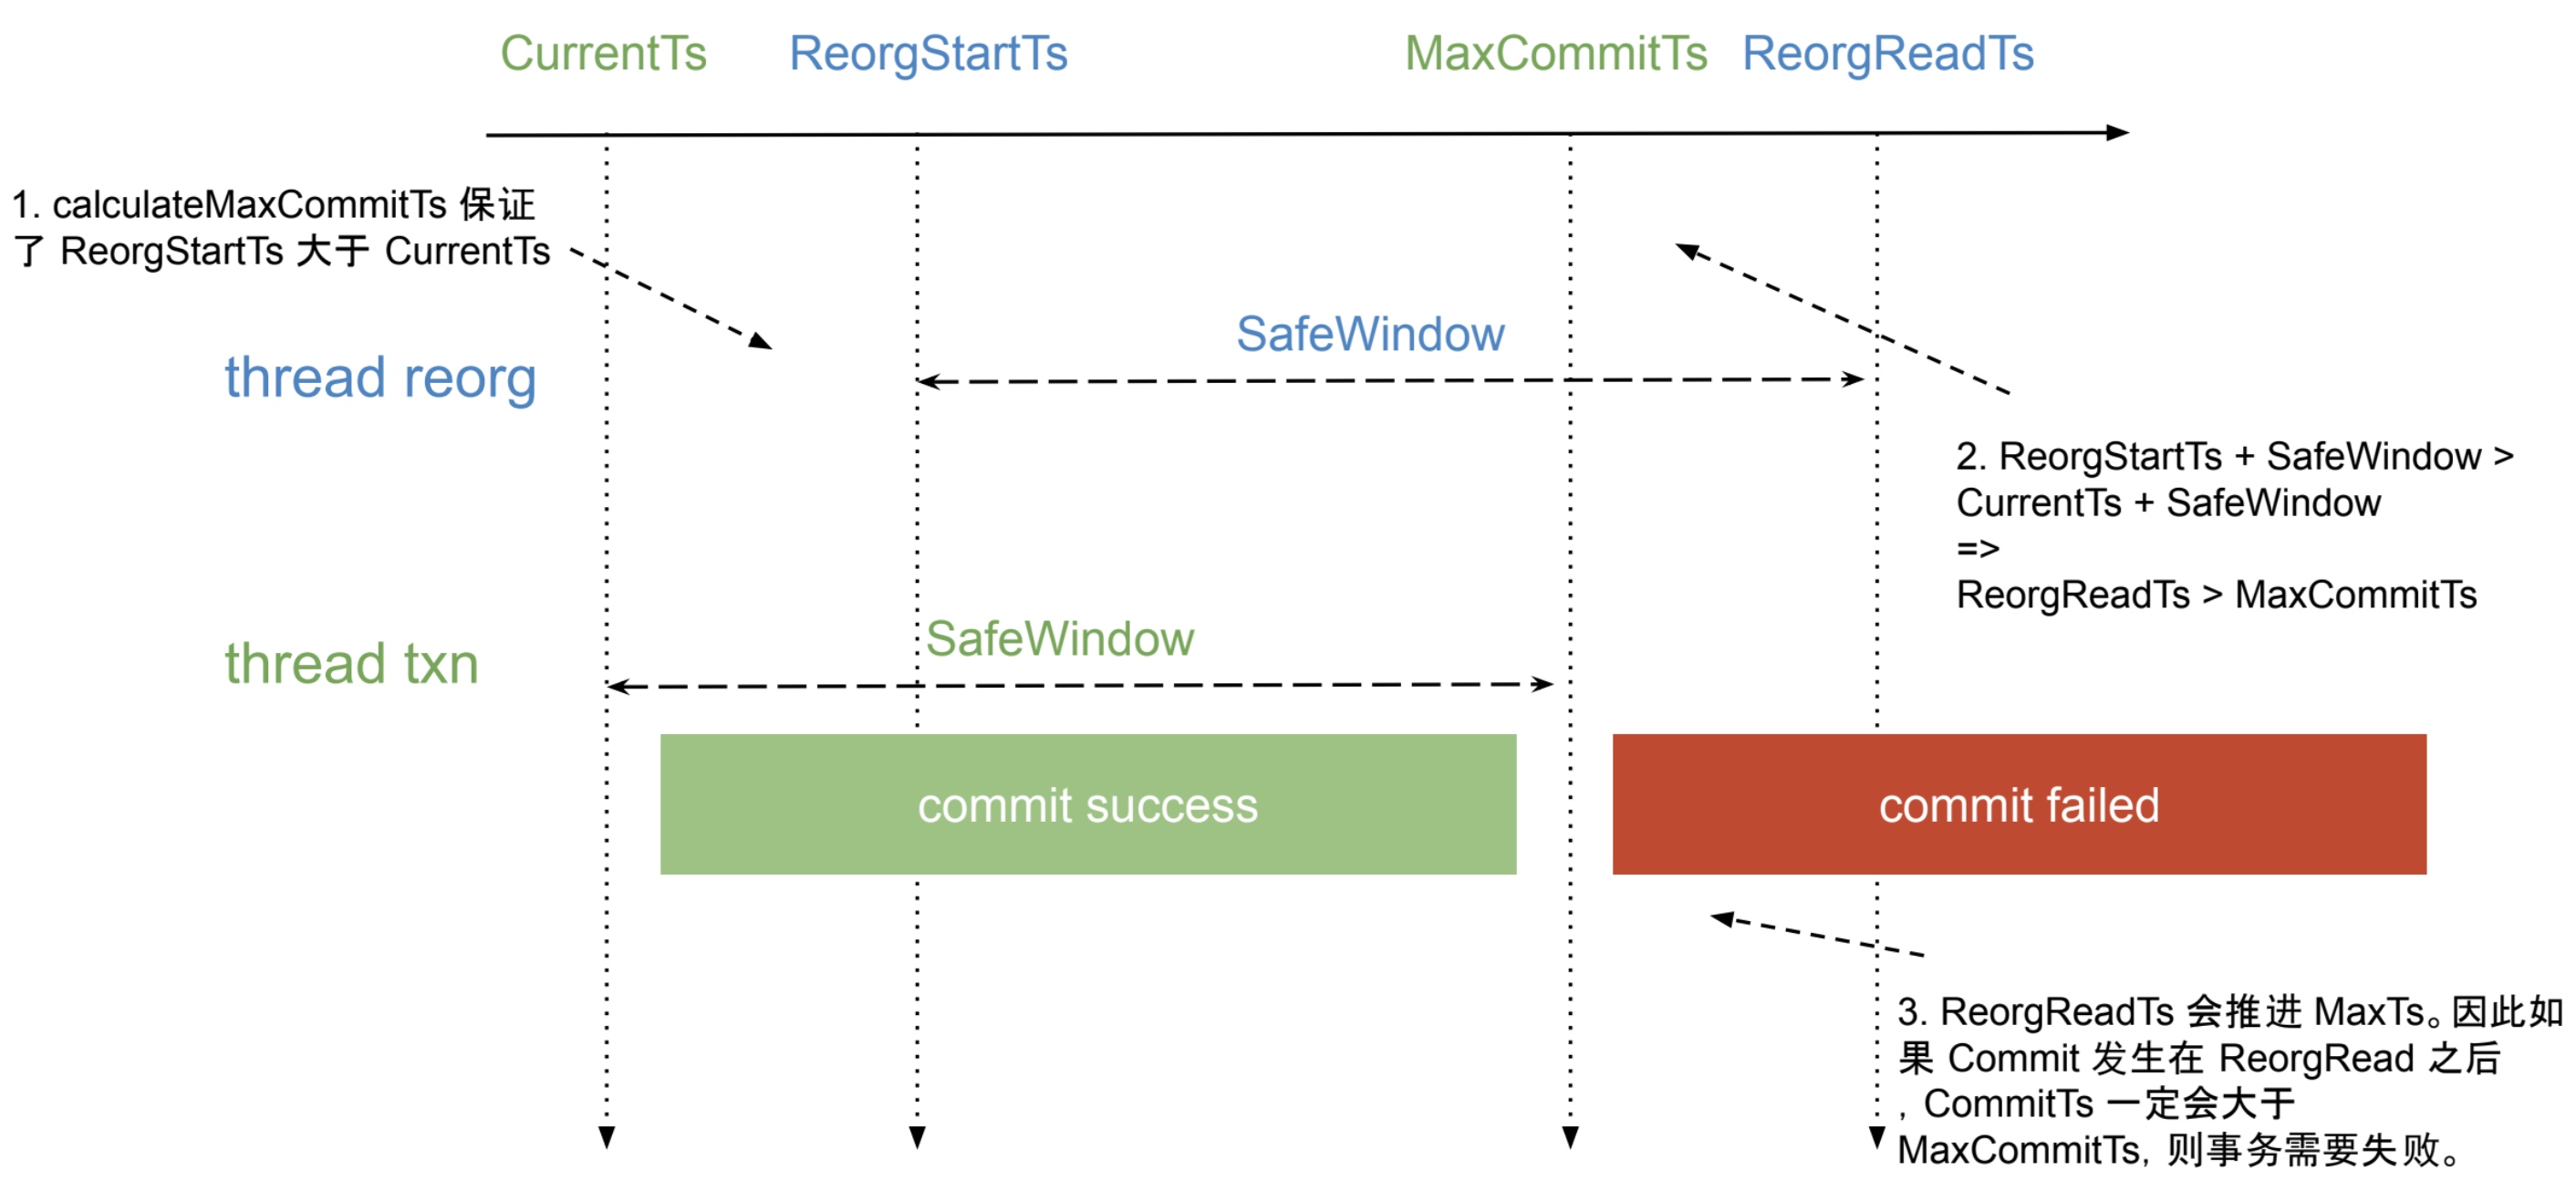 CurrentTs
ReorgStartTs
MaxCommitTs
ReorgReadTs
1. calculateMaxCommitTs 保证
了 ReorgStartTs 大于 CurrentTs
SafeWindow
thread reorg
2. ReorgStartTs + SafeWindow >
CurrentTs + SafeWindow
=>
ReorgReadTs > MaxCommitTs
SafeWindow
thread txn
commit success
commit failed
3. ReorgReadTs 会推进 MaxTs。因此如
果 Commit 发生在 ReorgRead 之后
，CommitTs 一定会大于
MaxCommitTs，则事务需要失败。